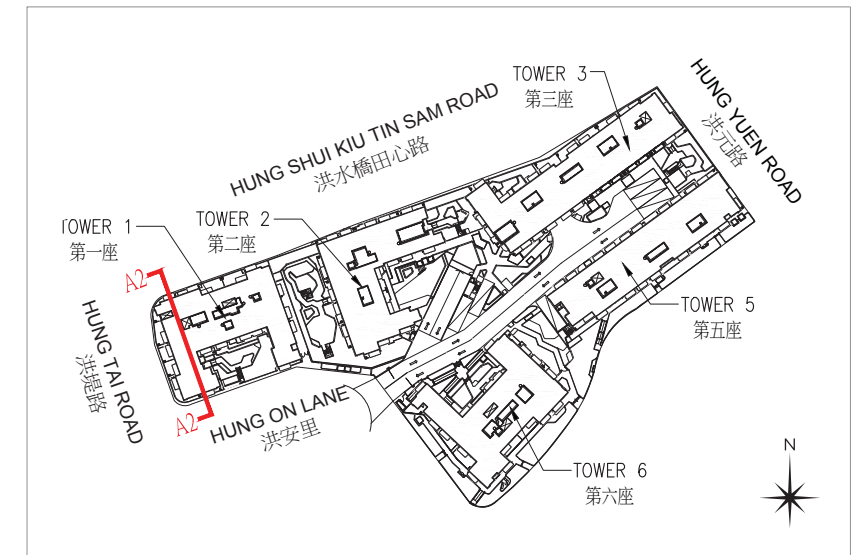 TOWER 3
第三座
HUNG YUEN ROAD
洪元路
HUNG SHUI KIU TIN SAM ROAD
洪水橋田心路
TOWER 1
第一座
TOWER 2
第二座
A2
HUNG TAI ROAD
洪堤路
A2
HUNG ON LANE
洪安里
TOWER 5
第五座
TOWER 6
第六座
N